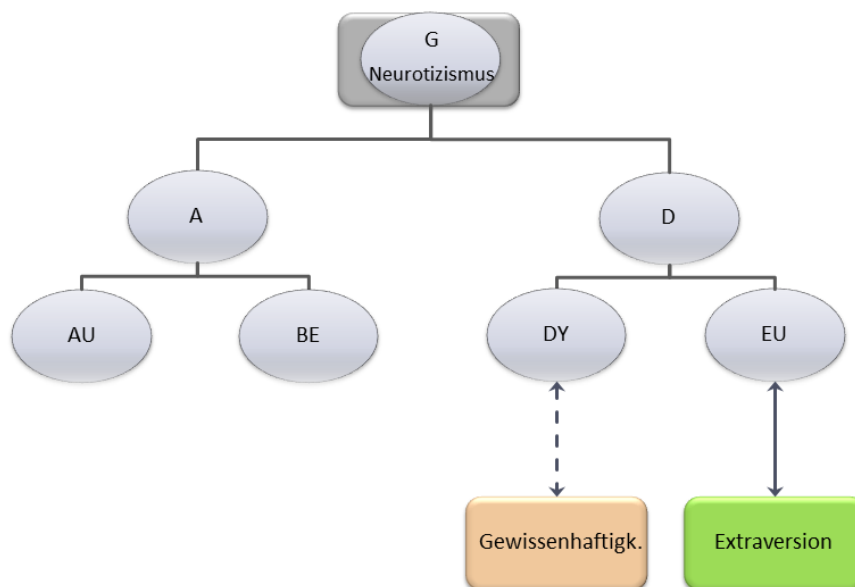 G
Neurotizismus
A
D
AU
BE
DY
EU
Gewissenhaftigk.
Extraversion